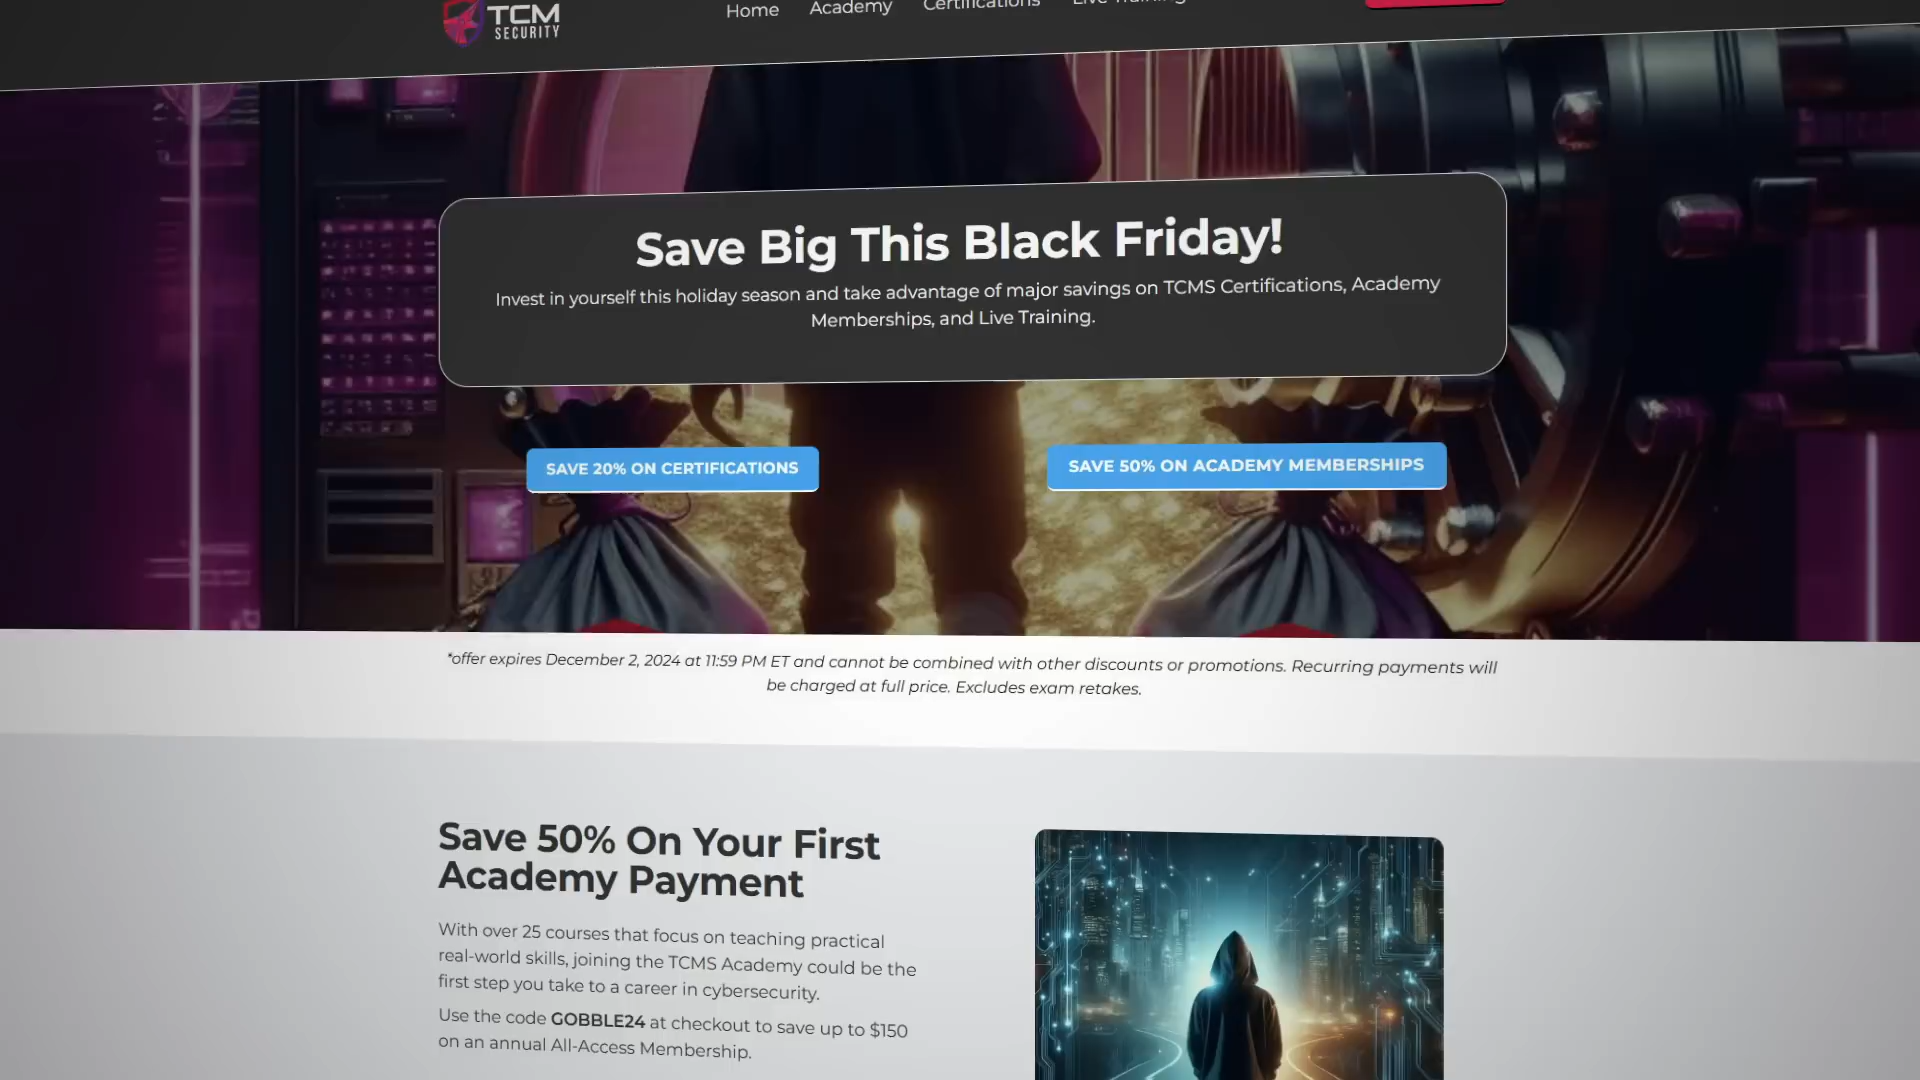 TCM
SECURITY
Home
Academy
Certifications
Live Training
Save Big This Black Friday!
Invest in yourself this holiday season and take advantage of major savings on TCMS Certifications, Academy
Memberships, and Live Training.
SAVE 20% ON CERTIFICATIONS
SAVE 50% ON ACADEMY MEMBERSHIPS
*offer expires December 2, 2024 at 11:59 PM ET and cannot be combined with other discounts or promotions. Recurring payments will
be charged at full price. Excludes exam retakes.
Save 50% On Your First
Academy Payment
With over 25 courses that focus on teaching practical
real-world skills, joining the TCMS Academy could be the
first step you take to a career in cybersecurity.
Use the code GOBBLE24 at checkout to save up to $150
on an annual All-Access Membership.